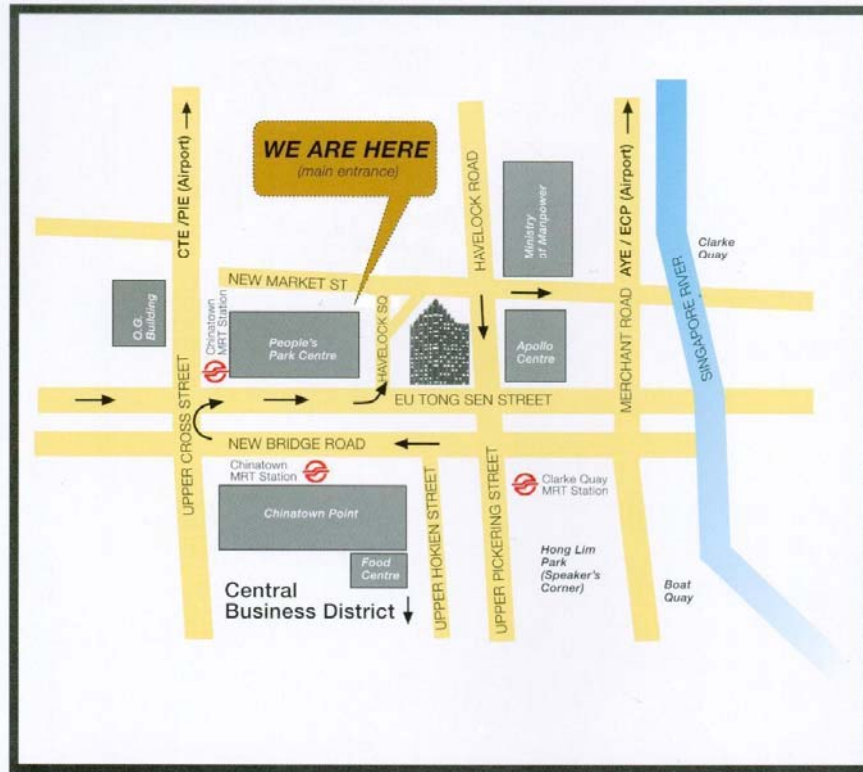 WE ARE HERE
(main entrance)
CTE /PIE (Airport)
HAVELOCK ROAD
Ministry
of Manpower
AYE / ECP (Airport)
Clarke
Quay
NEW MARKET ST
O.G.
Building
Chinatown
MRT Station
People's
Park Centre
HAVELOCK SQ
Apollo
Centre
MERCHANT ROAD
SINGAPORE RIVER
EU TONG SEN STREET
UPPER CROSS STREET
NEW BRIDGE ROAD
Chinatown
MRT Station
Clarke Quay
MRT Station
Chinatown Point
UPPER HOKIEN STREET
UPPER PICKERING STREET
Food
Centre
Hong Lim
Park
(Speaker's
Corner)
Boat
Quay
Central
Business District